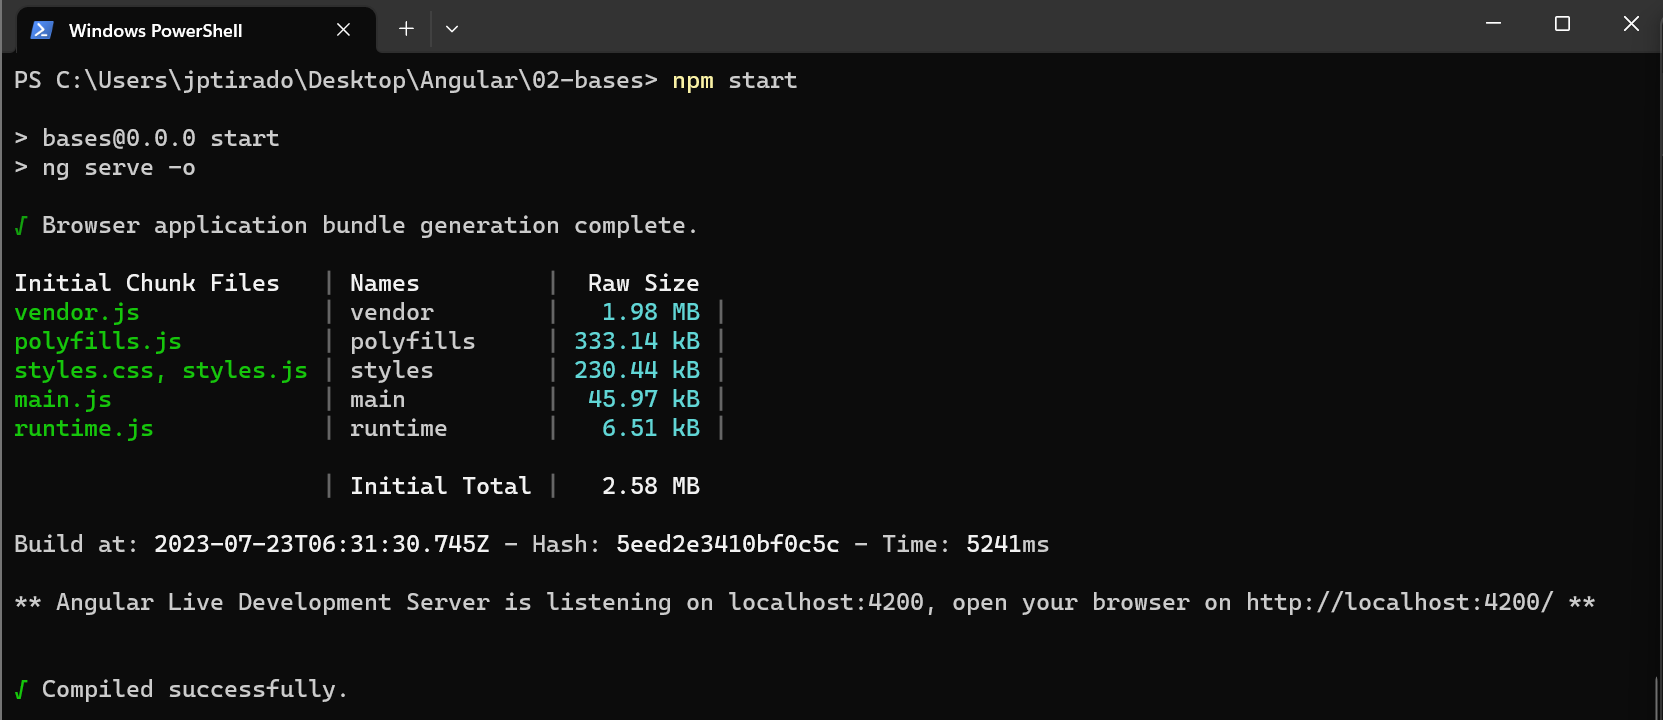 Windows PowerShell
PS C:\Users\jptirado\Desktop\Angular\02-bases> npm start
> bases@0.0.0 start
> ng serve -o
√ Browser application bundle generation complete.
Initial Chunk Files | Names | Raw Size
vendor.js | vendor | 1.98 MB |
polyfills.js | polyfills | 333.14 kB |
styles.css, styles.js | styles | 230.44 kB |
main.js | main | 45.97 kB |
runtime.js | runtime | 6.51 kB |
| Initial Total | 2.58 MB
Build at: 2023-07-23T06:31:30.745Z - Hash: 5eed2e3410bf0c5c - Time: 5241ms
** Angular Live Development Server is listening on localhost:4200, open your browser on http://localhost:4200/ **
√ Compiled successfully.